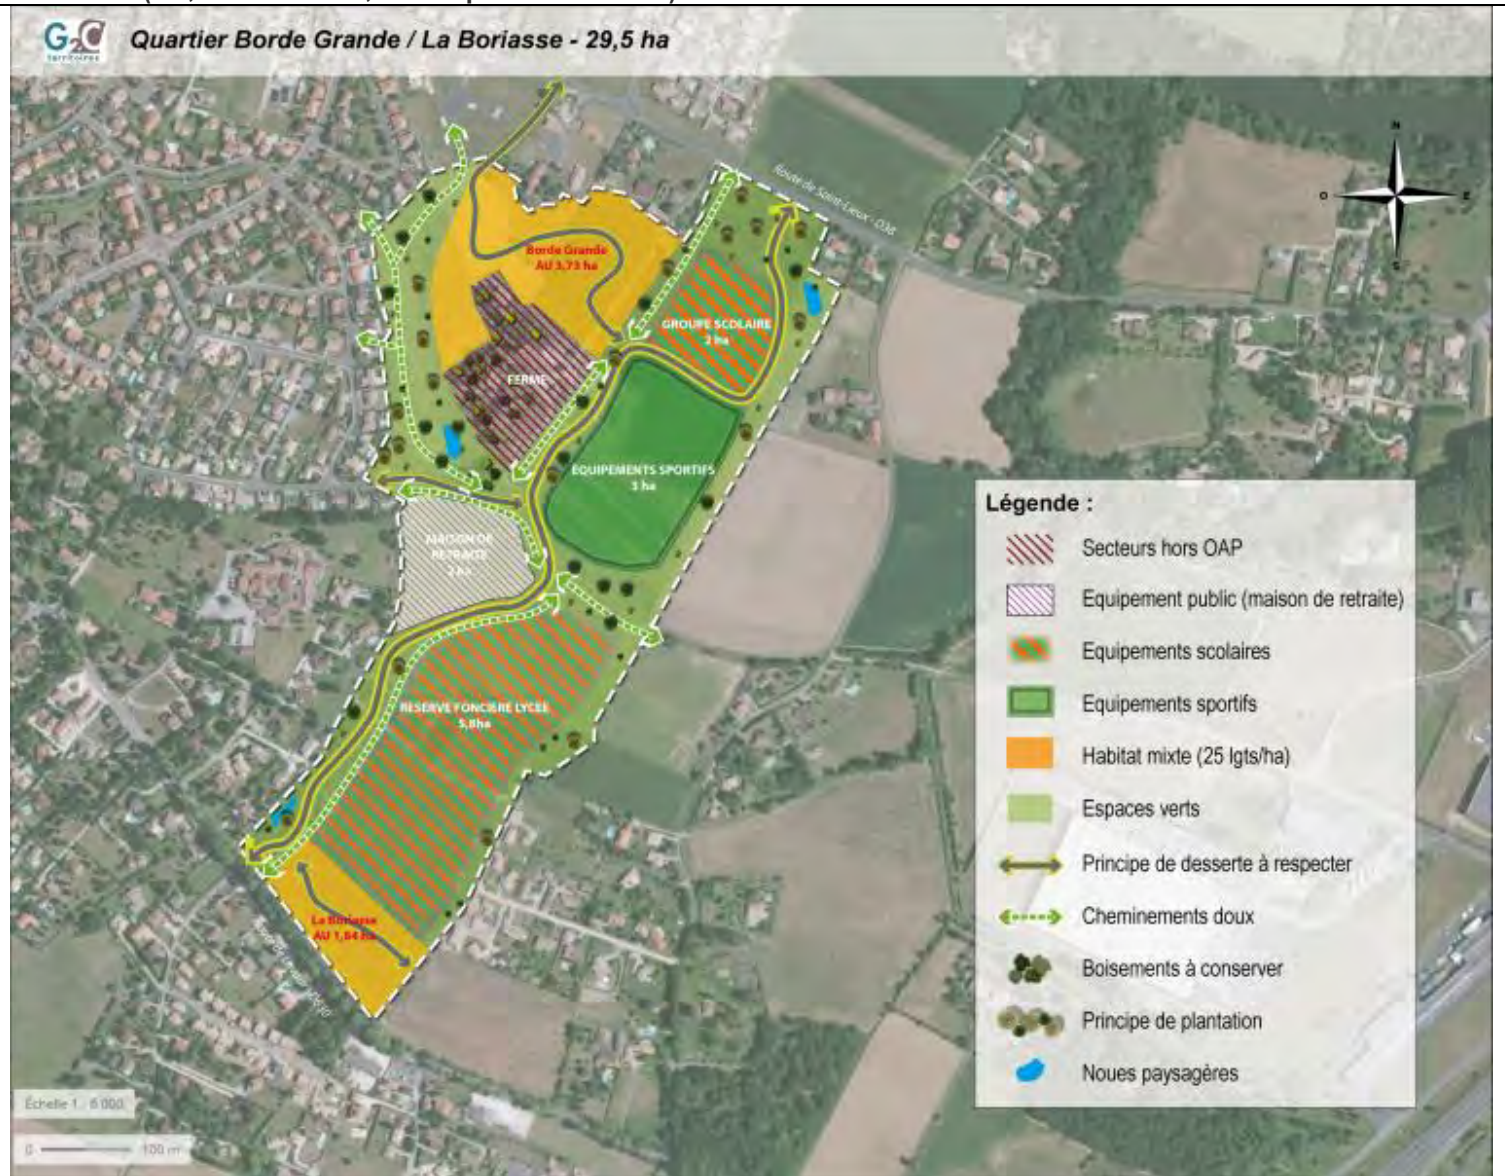 G2C
territoires
Quartier Borde Grande / La Boriasse - 29,5 ha
N
O
E
S
Route de Saint-Lieux - D38
Borde Grande
AU 3,73 ha
GROUPE SCOLAIRE
2 ha
FERME
EQUIPEMENTS SPORTIFS
3 ha
MAISON DE
RETRAITE
2 ha
RESERVE FONCIERE LYCEE
5,8ha
La Boriasse
AU 1,84 ha
Légende :
Secteurs hors OAP
Equipement public (maison de retraite)
Equipements scolaires
Equipements sportifs
Habitat mixte (25 lgts/ha)
Espaces verts
Principe de desserte à respecter
Cheminements doux
Boisements à conserver
Principe de plantation
Noues paysagères
Échelle 1 : 6 000
0
100 m